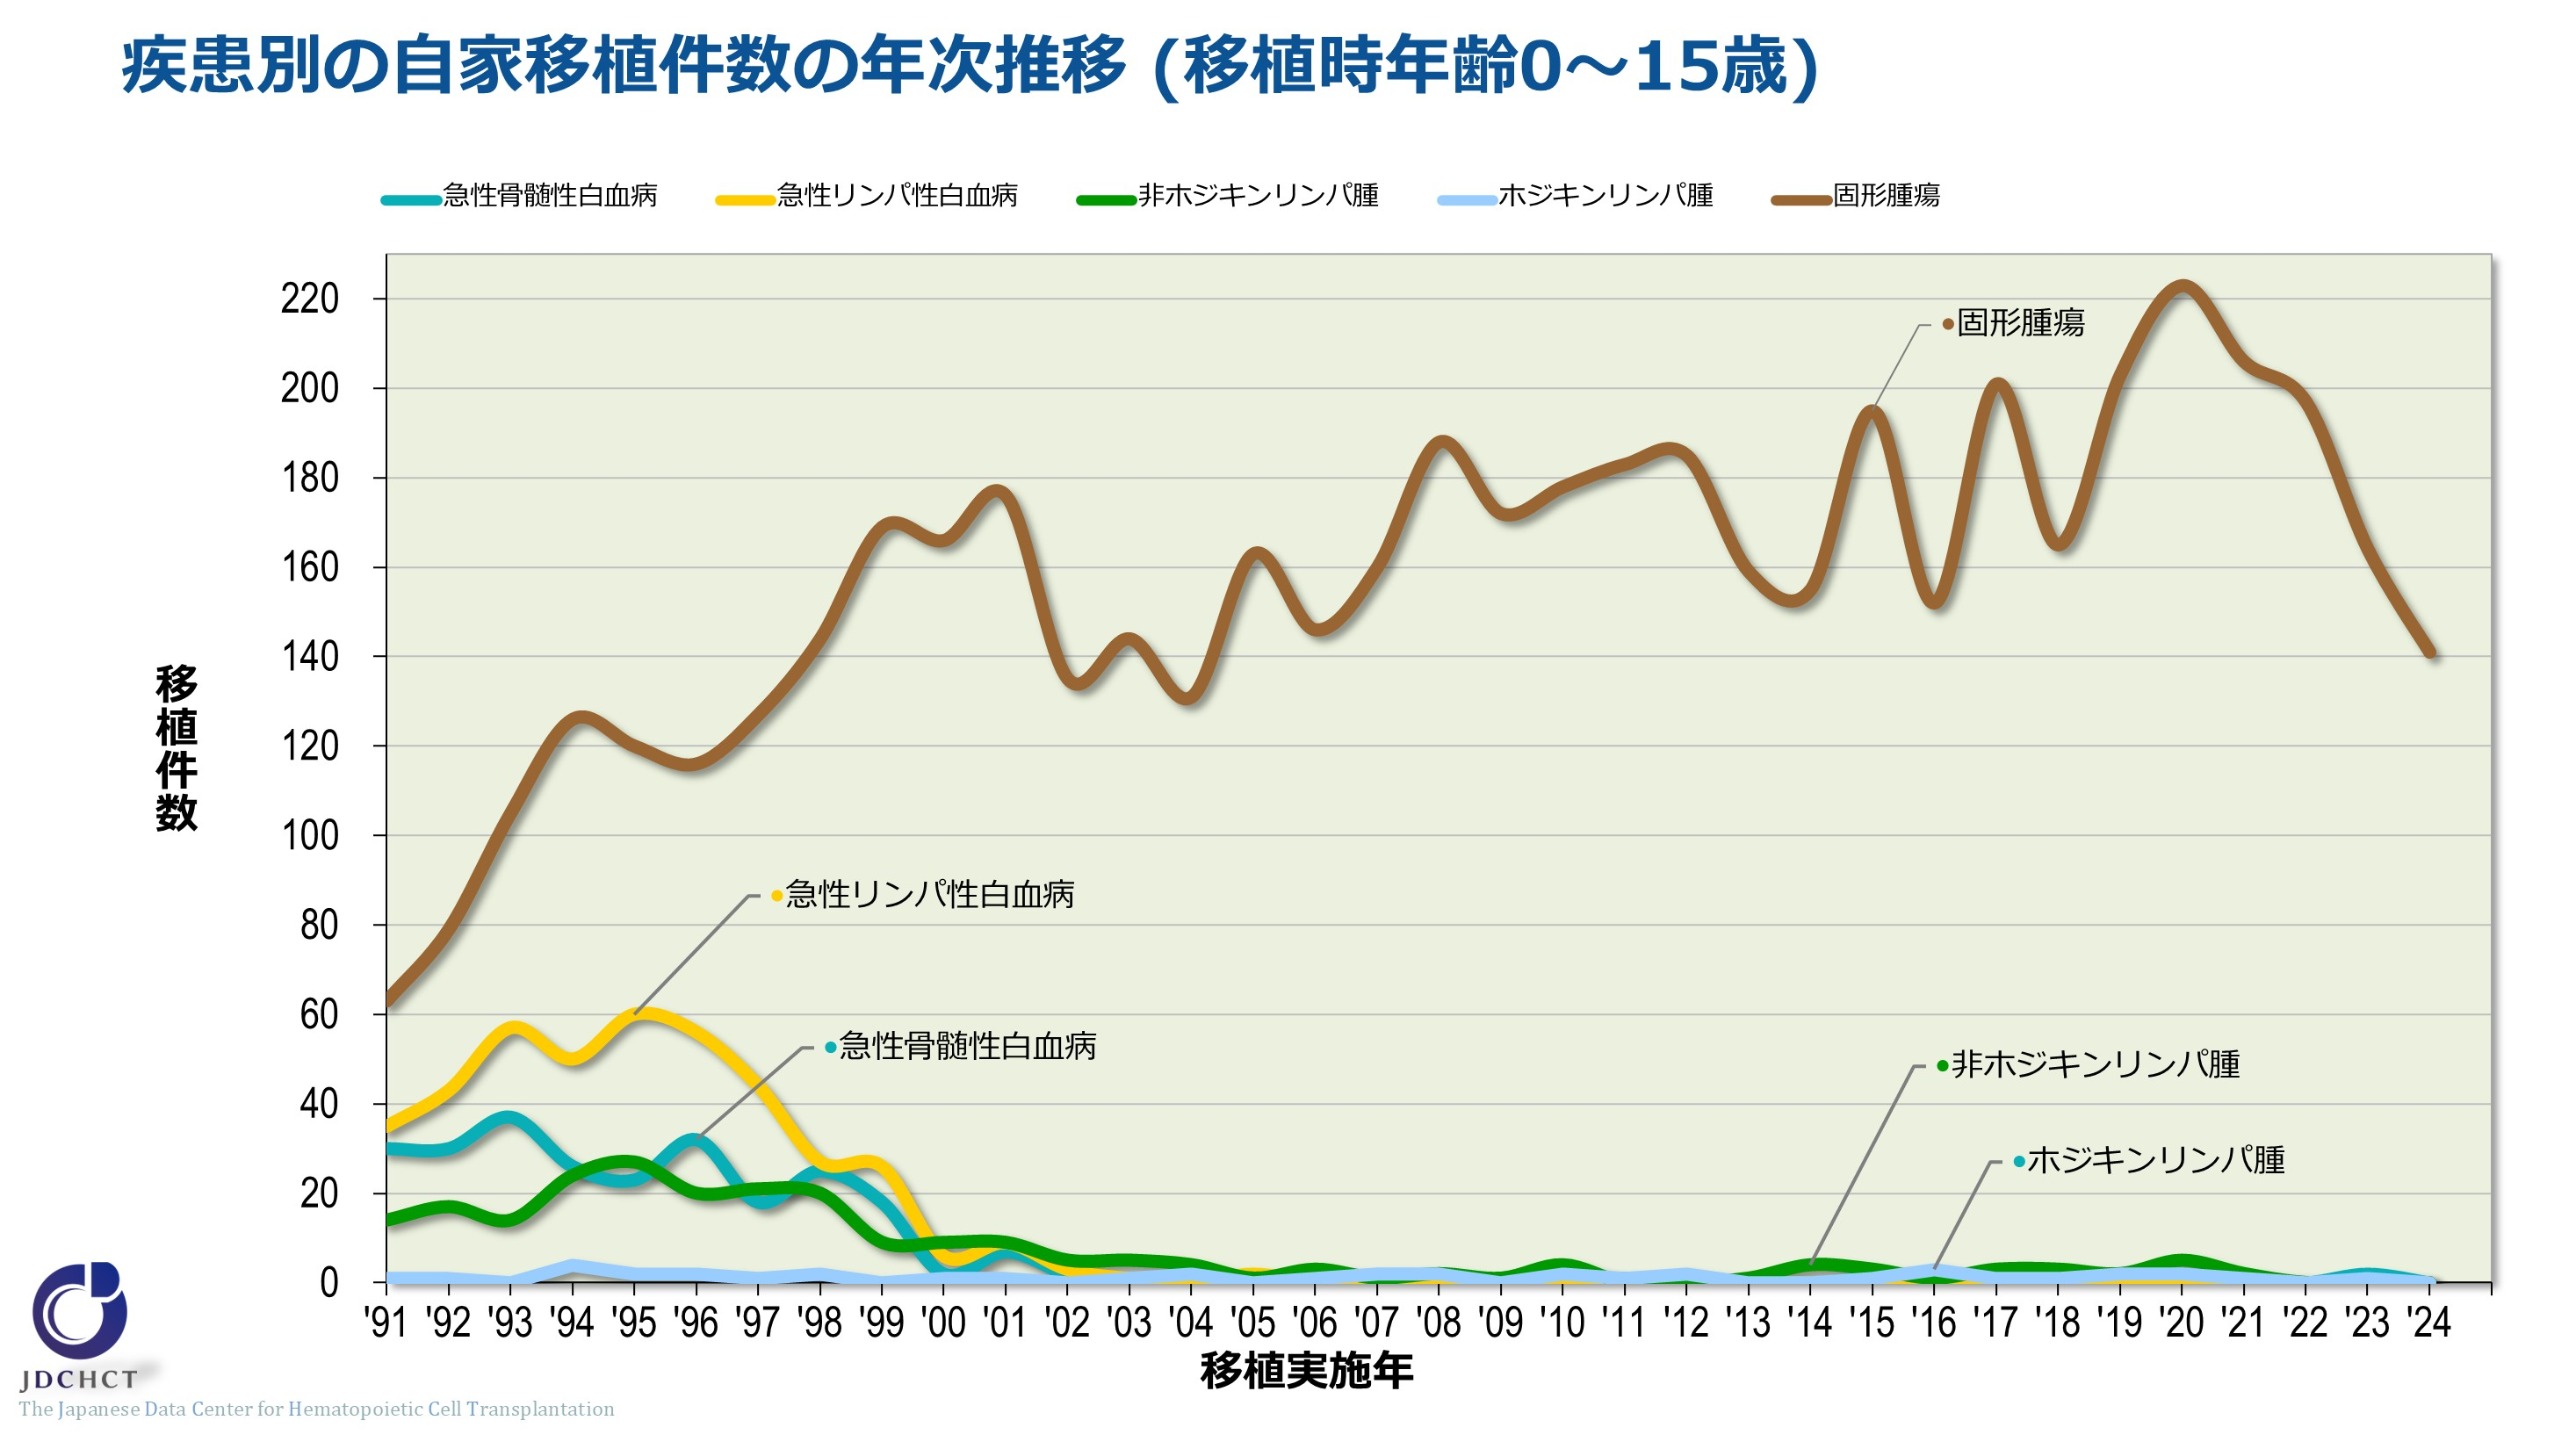 疾患別の自家移植件数の年次推移 (移植時年齢0～15歳)
急性骨髄性白血病 急性リンパ性白血病 非ホジキンリンパ腫 ホジキンリンパ腫 固形腫瘍
移植件数
220
200
180
160
140
120
100
80
60
40
20
0
固形腫瘍
急性リンパ性白血病
急性骨髄性白血病
非ホジキンリンパ腫
ホジキンリンパ腫
'91 '92 '93 '94 '95 '96 '97 '98 '99 '00 '01 '02 '03 '04 '05 '06 '07 '08 '09 '10 '11 '12 '13 '14 '15 '16 '17 '18 '19 '20 '21 '22 '23 '24
移植実施年
JDCHCT
The Japanese Data Center for Hematopoietic Cell Transplantation